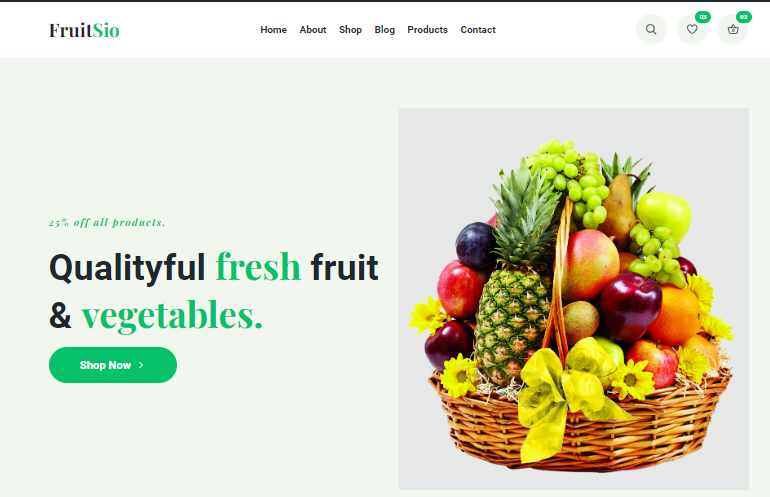 FruitSio
Home About Shop Blog Products Contact
03
02
25% off all products.
Qualityful fresh fruit
& vegetables.
Shop Now